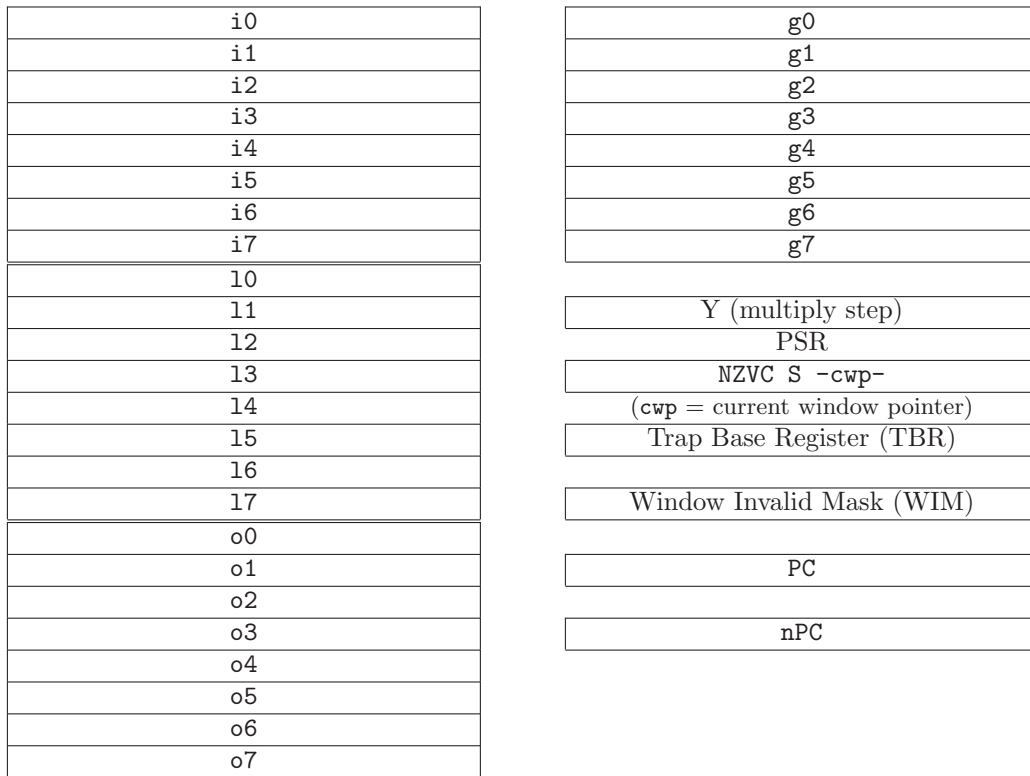 i0
i1
i2
i3
i4
i5
i6
i7
l0
l1
l2
l3
l4
l5
l6
l7
o0
o1
o2
o3
o4
o5
o6
o7
g0
g1
g2
g3
g4
g5
g6
g7
Y (multiply step)
PSR
NZVC S -cwp-
(cwp = current window pointer)
Trap Base Register (TBR)
Window Invalid Mask (WIM)
PC
nPC